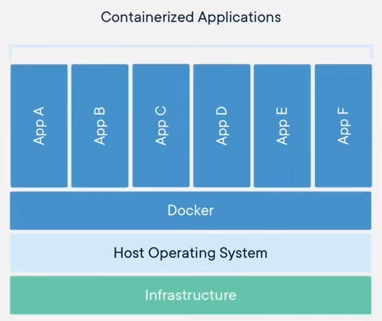 Containerized Applications
App A
App B
App C
App D
App E
App F
Docker
Host Operating System
Infrastructure